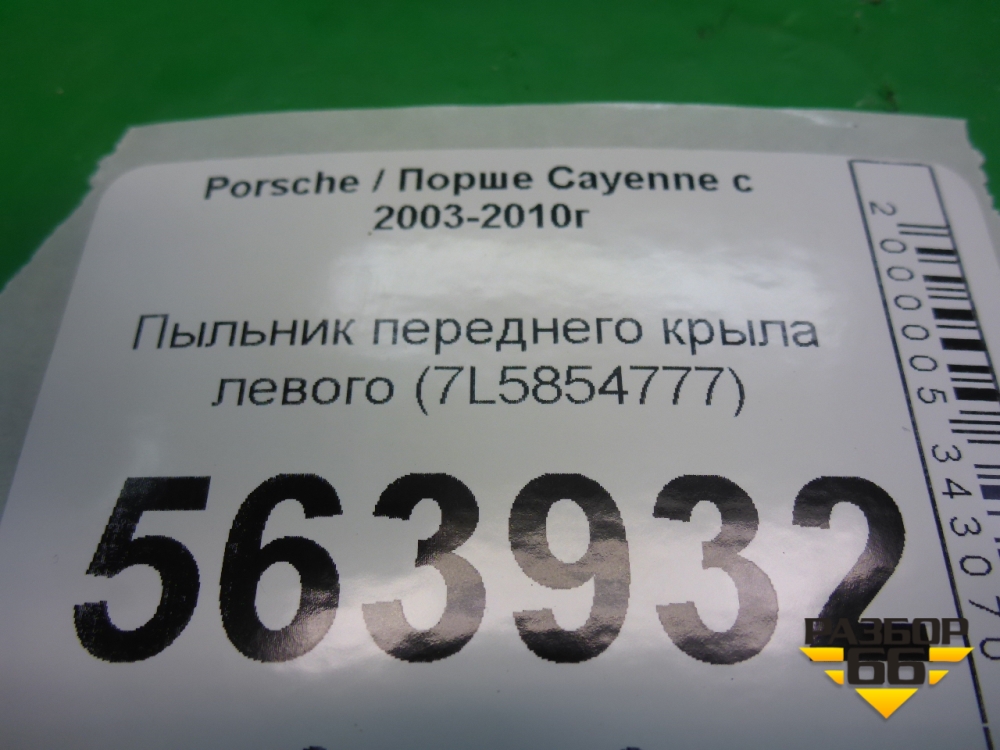 Porsche / Порше Cayenne с
2003-2010г
Пыльник переднего крыла
левого (7L5854777)
563932
2000005343070
РАЗБОР
66